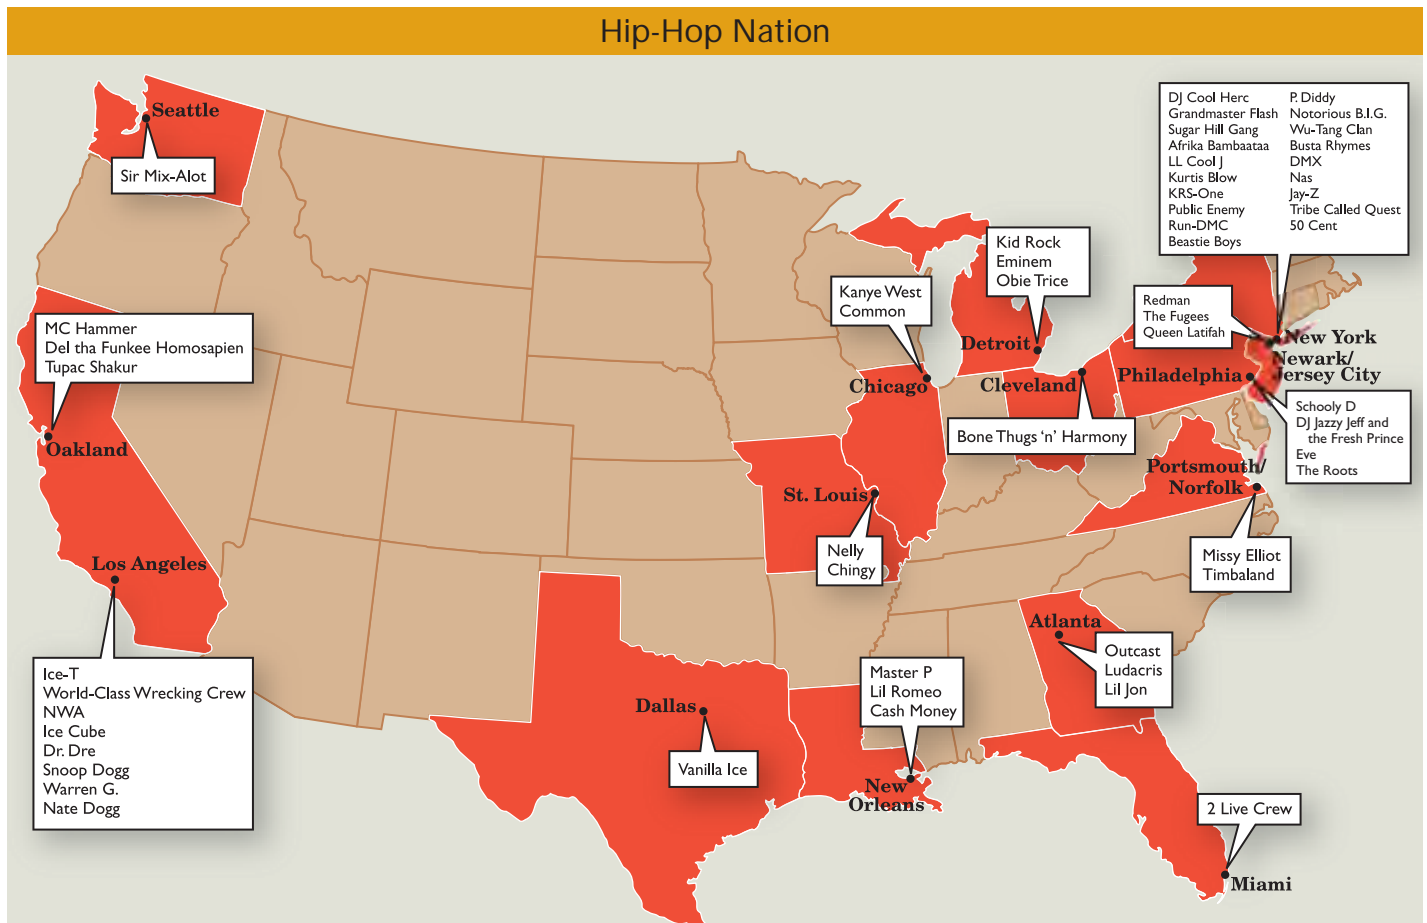 Hip-Hop Nation
Seattle
Sir Mix-Alot
DJ Cool Herc
Grandmaster Flash
Sugar Hill Gang
Afrika Bambaataa
LL Cool J
Kurtis Blow
KRS-One
Public Enemy
Run-DMC
Beastie Boys
P. Diddy
Notorious B.I.G.
Wu-Tang Clan
Busta Rhymes
DMX
Nas
Jay-Z
Tribe Called Quest
50 Cent
Kid Rock
Eminem
Obie Trice
Kanye West
Common
Redman
The Fugees
Queen Latifah
MC Hammer
Del tha Funkee Homosapien
Tupac Shakur
Detroit
New York
Newark/
Jersey City
Chicago
Cleveland
Philadelphia
Schooly D
DJ Jazzy Jeff and
the Fresh Prince
Eve
The Roots
Bone Thugs ‘n’ Harmony
Oakland
Portsmouth/
Norfolk
St. Louis
Nelly
Chingy
Missy Elliot
Timbaland
Los Angeles
Atlanta
Outcast
Ludacris
Lil Jon
Ice-T
World-Class Wrecking Crew
NWA
Ice Cube
Dr. Dre
Snoop Dogg
Warren G.
Nate Dogg
Master P
Lil Romeo
Cash Money
Dallas
Vanilla Ice
New
Orleans
2 Live Crew
Miami